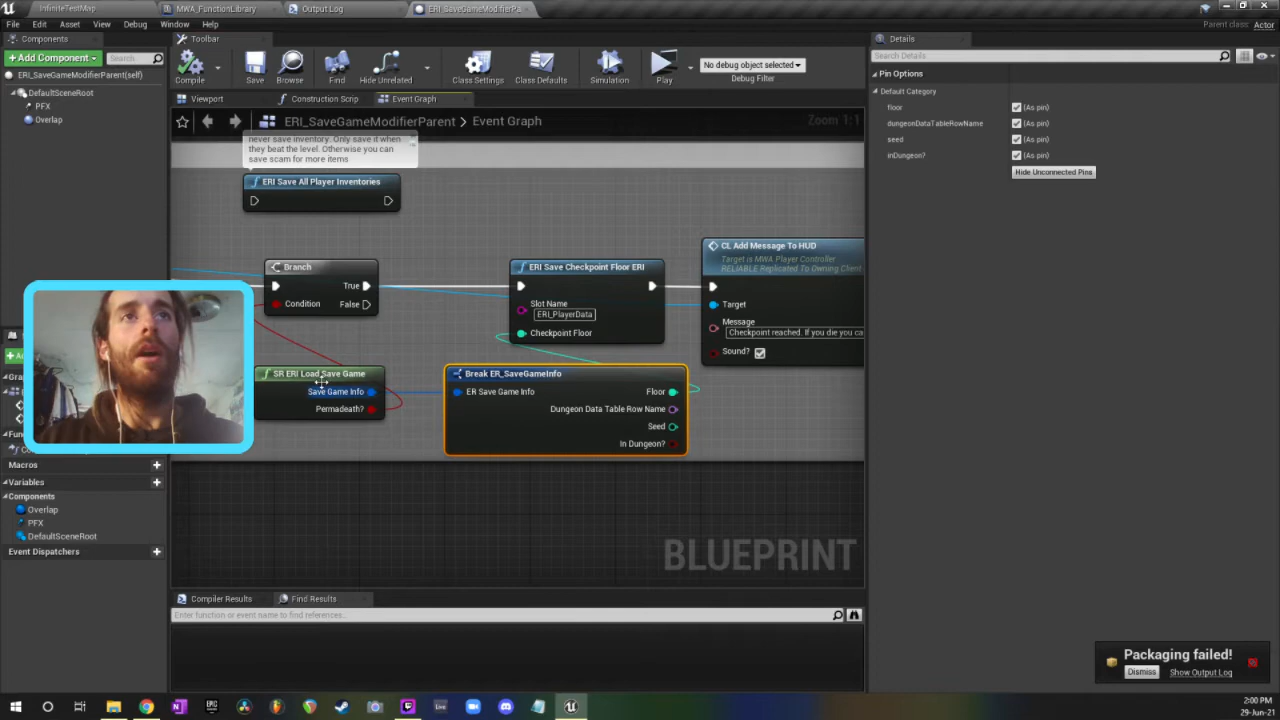 InfiniteTestMap
MWA_FunctionLibrary
Output Log
ERI_SaveGameModifierPa
File
Edit
Asset
View
Debug
Window
Help
Parent class: Actor
Components
Toolbar
Details
+ Add Component
Search
ERI_SaveGameModifierParent(self)
DefaultSceneRoot
PFX
Overlap
Compile
Save
Browse
Find
Hide Unrelated
Class Settings
Class Defaults
Simulation
Play
No debug object selected
Debug Filter
Search Details
Pin Options
Default Category
floor
(As pin)
dungeonDataTableRowName
(As pin)
seed
(As pin)
inDungeon?
(As pin)
Hide Unconnected Pins
Viewport
Construction Scrip
Event Graph
ERI_SaveGameModifierParent > Event Graph
Zoom 1:1
never save inventory. Only save it when
they beat the level. Otherwise you can
save scam for more items
ERI Save All Player Inventories
Branch
True
Condition
False
ERI Save Checkpoint Floor ERI
Slot Name
ERI_PlayerData
Checkpoint Floor
CL Add Message To HUD
Target is MWA Player Controller
RELIABLE Replicated To Owning Client
Target
Message
Checkpoint reached. If you die you ca
Sound?
SR ERI Load Save Game
Save Game Info
Permadeath?
Break ER_SaveGameInfo
ER Save Game Info
Floor
Dungeon Data Table Row Name
Seed
In Dungeon?
BLUEPRINT
Macros
Variables
Components
Overlap
PFX
DefaultSceneRoot
Event Dispatchers
Compiler Results
Find Results
Enter function or event name to find references...
Packaging failed!
Dismiss
Show Output Log
2:00 PM
29-Jun-21